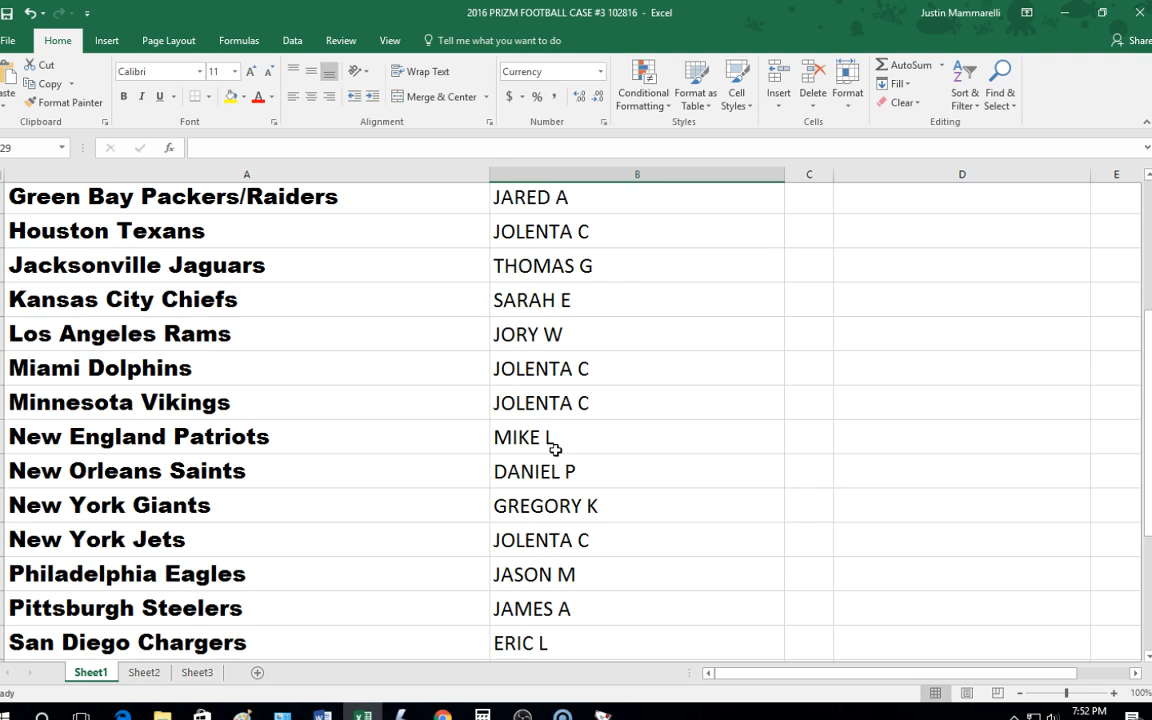 2016 PRIZM FOOTBALL CASE #3 102816 - Excel
Justin Mammarelli
File Home Insert Page Layout Formulas Data Review View Tell me what you want to do Share
Cut
Copy
Format Painter
Clipboard
Calibri 11
B I U
Font
Wrap Text
Merge & Center
Alignment
Currency
$ % ,
Number
Conditional Formatting
Format as Table
Cell Styles
Styles
Insert Delete Format
Cells
AutoSum
Fill
Clear
Sort & Filter
Find & Select
Editing
29 fx
A B C D E
Green Bay Packers/Raiders JARED A
Houston Texans JOLENTA C
Jacksonville Jaguars THOMAS G
Kansas City Chiefs SARAH E
Los Angeles Rams JORY W
Miami Dolphins JOLENTA C
Minnesota Vikings JOLENTA C
New England Patriots MIKE L
New Orleans Saints DANIEL P
New York Giants GREGORY K
New York Jets JOLENTA C
Philadelphia Eagles JASON M
Pittsburgh Steelers JAMES A
San Diego Chargers ERIC L
Sheet1 Sheet2 Sheet3
ady 100%
7:52 PM